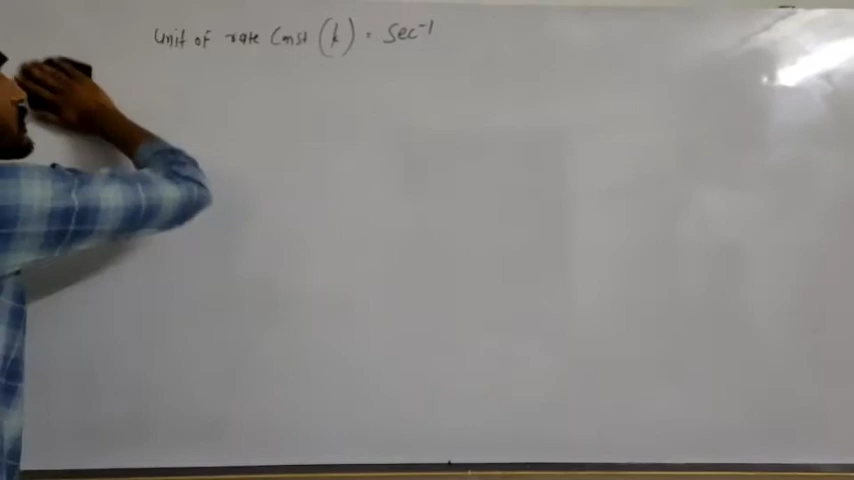 Unit of rate Const (k) = Sec⁻¹